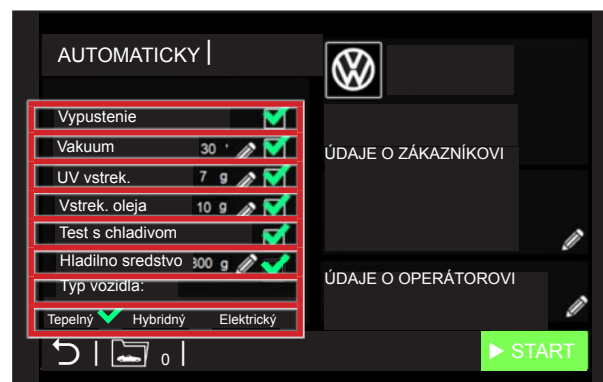 AUTOMATICKY
Vypustenie
Vakuum 30 '
UV vstrek. 7 g
Vstrek. oleja 10 g
Test s chladivom
Hladilno sredstvo 800 g
Typ vozidla:
Tepelný Hybridný Elektrický
0
ÚDAJE O ZÁKAZNÍKOVI
ÚDAJE O OPERÁTOROVI
START